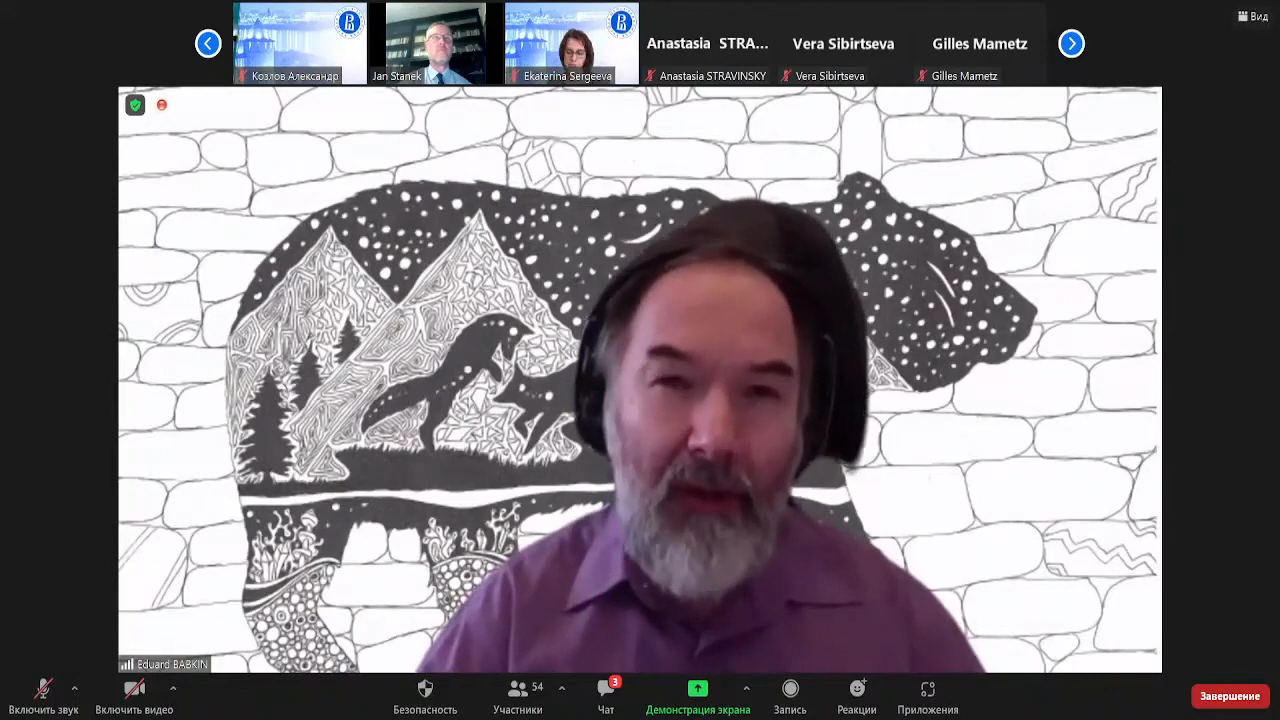 Вид
Anastasia STRA...
Vera Sibirtseva
Gilles Mametz
Козлов Александр
Jan Stanek
Ekaterina Sergeeva
Anastasia STRAVINSKY
Vera Sibirtseva
Gilles Mametz
Eduard BABKIN
54
3
Включить звук
Включить видео
Безопасность
Участники
Чат
Демонстрация экрана
Запись
Реакции
Приложения
Завершение